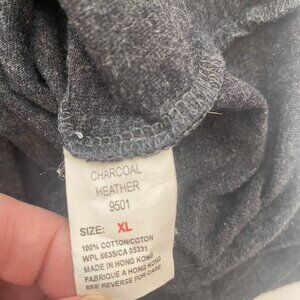 CHARCOAL
HEATHER
9501
SIZE: XL
100% COTTON/COTON
WPL 6635/CA 05331
MADE IN HONG KONG
FABRIQUE A HONG KONG
SEE REVERSE FOR CARE